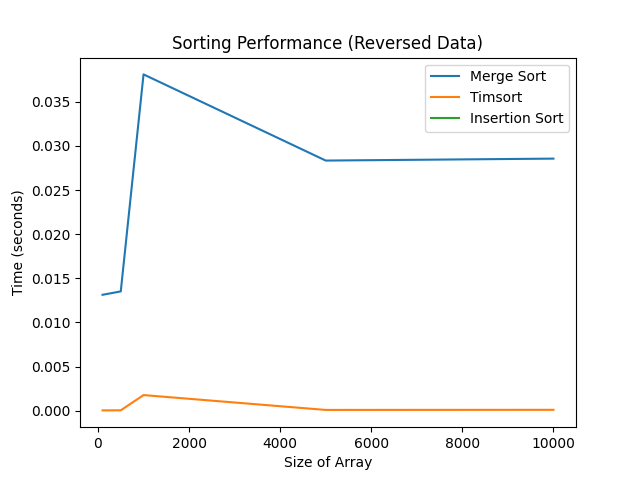 Sorting Performance (Reversed Data)
Merge Sort
Timsort
Insertion Sort
Time (seconds)
0.035
0.030
0.025
0.020
0.015
0.010
0.005
0.000
0 2000 4000 6000 8000 10000
Size of Array